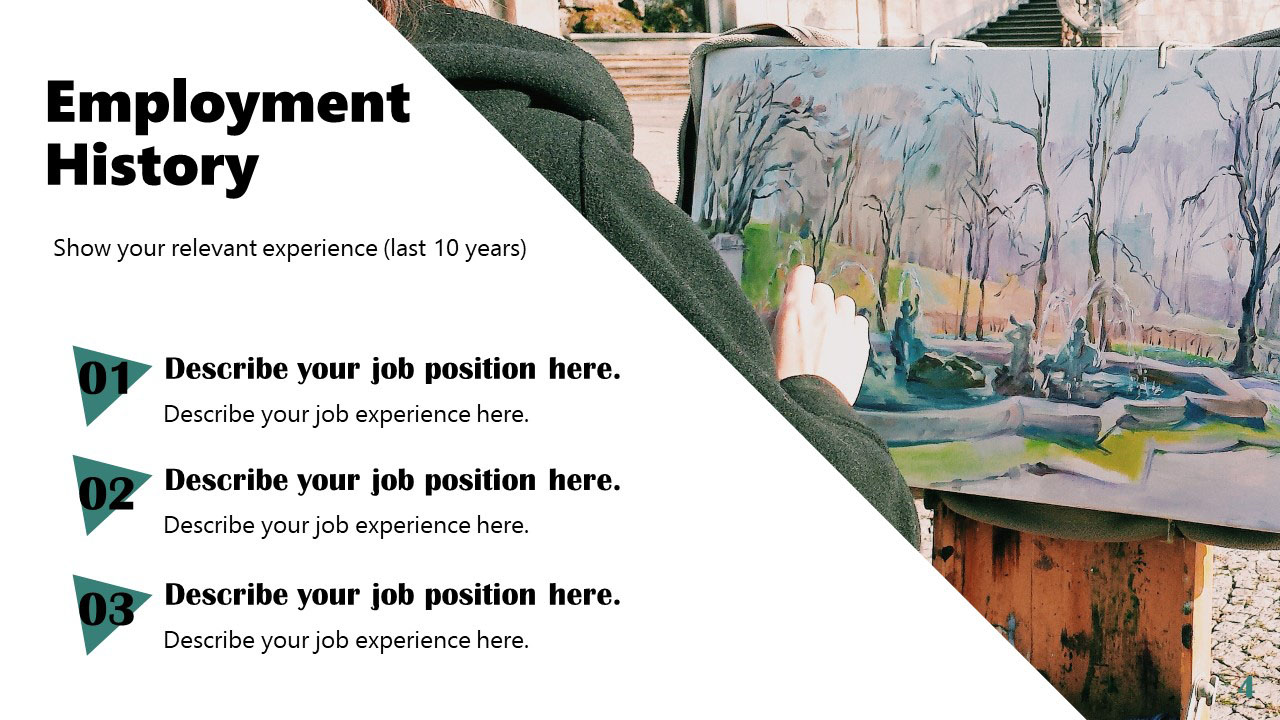 Employment
History
Show your relevant experience (last 10 years)
01
Describe your job position here.
Describe your job experience here.
02
Describe your job position here.
Describe your job experience here.
03
Describe your job position here.
Describe your job experience here.
4